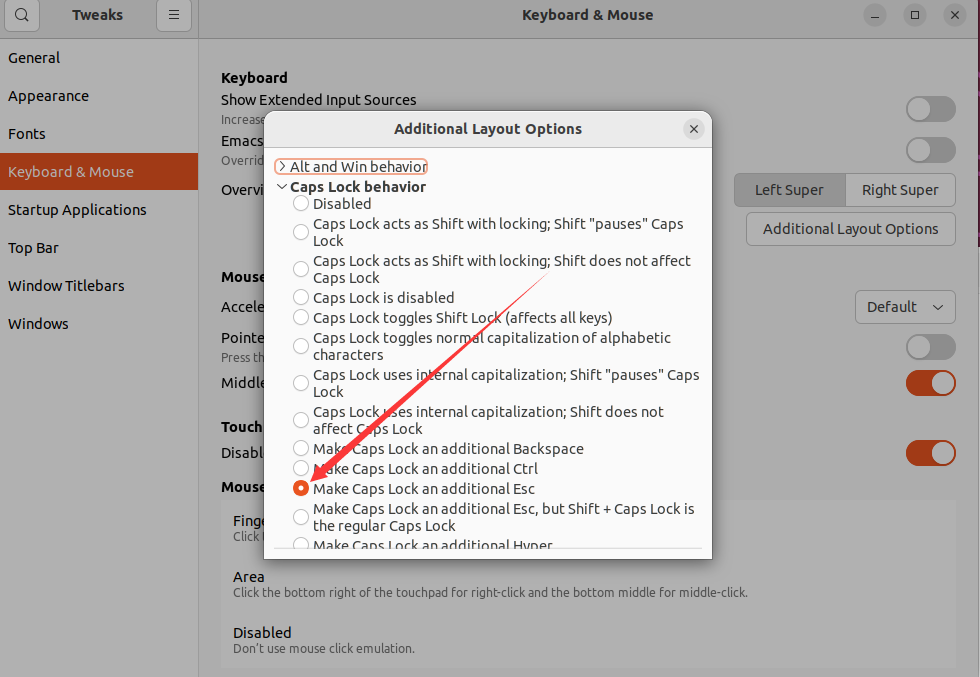 Tweaks
Keyboard & Mouse
General
Appearance
Fonts
Keyboard & Mouse
Startup Applications
Top Bar
Window Titlebars
Windows
Keyboard
Show Extended Input Sources
Increase
Emacs
Overrid
Overvi
Left Super
Right Super
Additional Layout Options
Mouse
Accele
Default
Pointe
Press th
Middle
Touch
Disabl
Mouse
Finge
Click t
Area
Click the bottom right of the touchpad for right-click and the bottom middle for middle-click.
Disabled
Don't use mouse click emulation.
Additional Layout Options
Alt and Win behavior
Caps Lock behavior
Disabled
Caps Lock acts as Shift with locking; Shift "pauses" Caps
Lock
Caps Lock acts as Shift with locking; Shift does not affect
Caps Lock
Caps Lock is disabled
Caps Lock toggles Shift Lock (affects all keys)
Caps Lock toggles normal capitalization of alphabetic
characters
Caps Lock uses internal capitalization; Shift "pauses" Caps
Lock
Caps Lock uses internal capitalization; Shift does not
affect Caps Lock
Make Caps Lock an additional Backspace
Make Caps Lock an additional Ctrl
Make Caps Lock an additional Esc
Make Caps Lock an additional Esc, but Shift + Caps Lock is
the regular Caps Lock
Make Caps Lock an additional Hyper